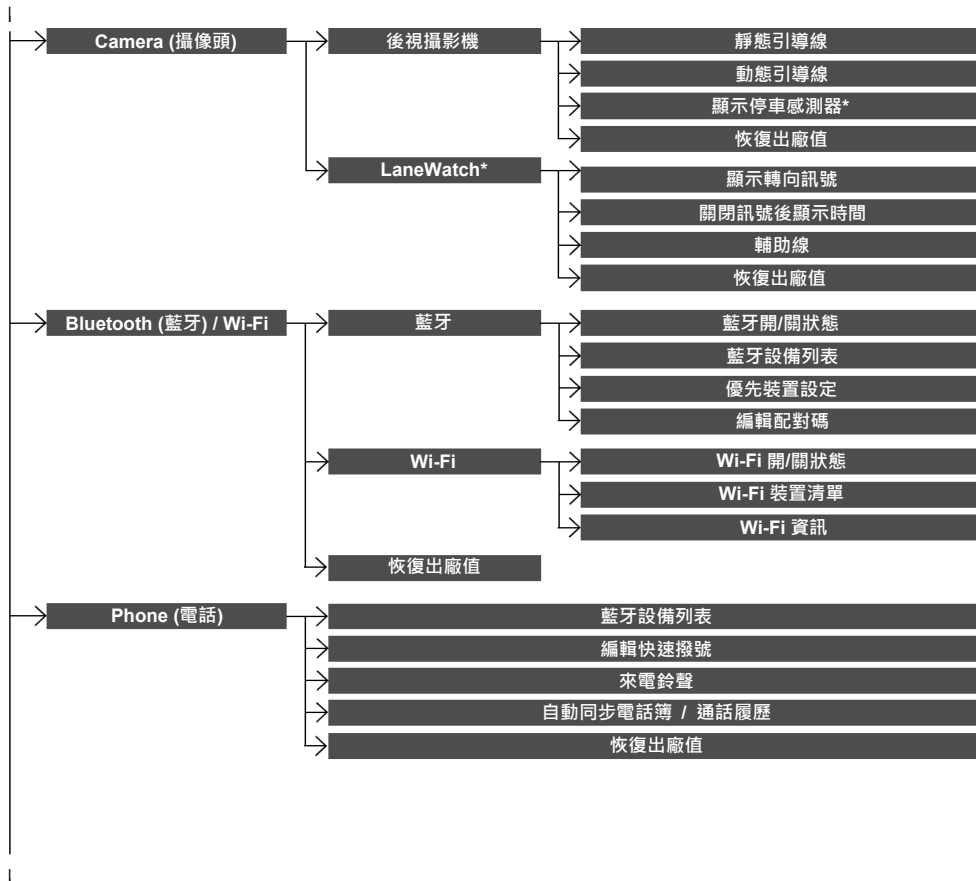 Camera (攝像頭)
後視攝影機
靜態引導線
動態引導線
顯示停車感測器*
恢復出廠值
LaneWatch*
顯示轉向訊號
關閉訊號後顯示時間
輔助線
恢復出廠值
Bluetooth (藍牙) / Wi-Fi
藍牙
藍牙開/關狀態
藍牙設備列表
優先裝置設定
編輯配對碼
Wi-Fi
Wi-Fi 開/關狀態
Wi-Fi 裝置清單
Wi-Fi 資訊
恢復出廠值
Phone (電話)
藍牙設備列表
編輯快速撥號
來電鈴聲
自動同步電話簿 / 通話履歷
恢復出廠值